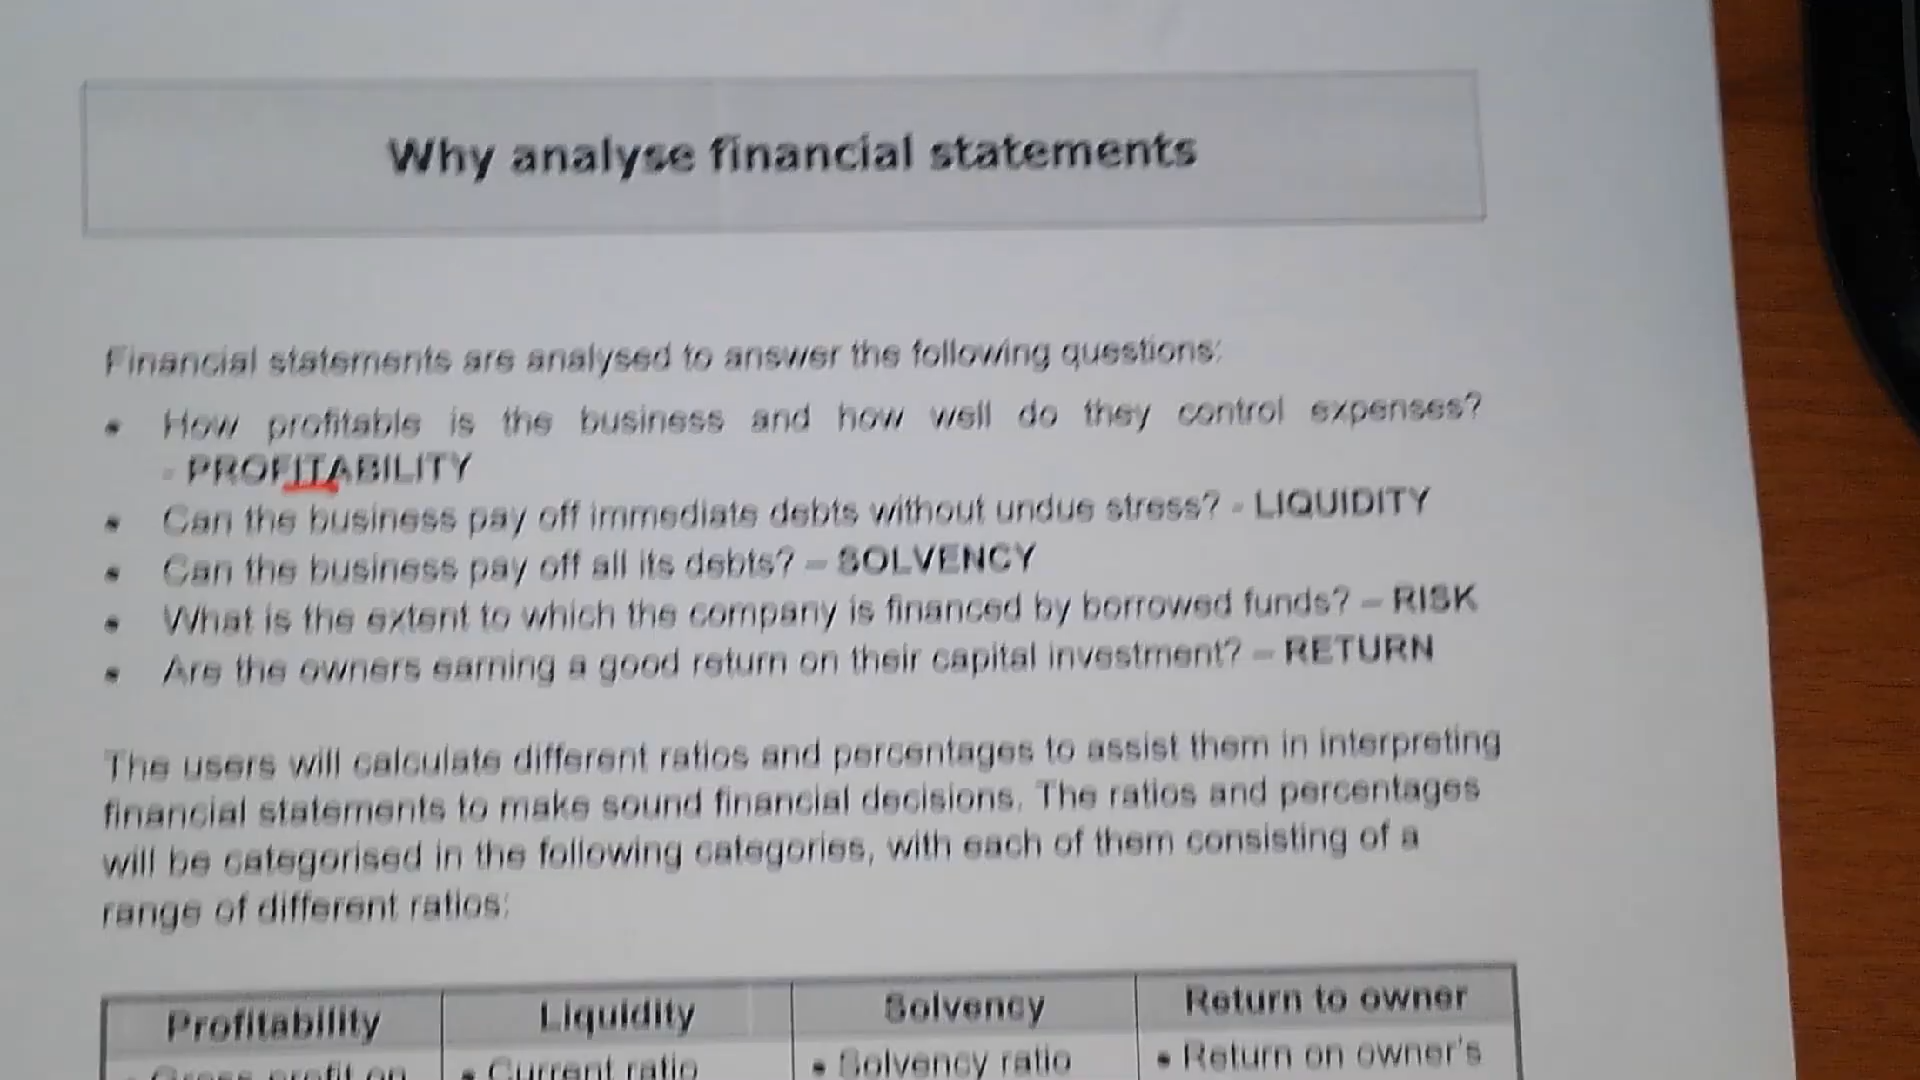 Why analyse financial statements
Financial statements are analysed to answer the following questions:
• How profitable is the business and how well do they control expenses?
- PROFITABILITY
• Can the business pay off immediate debts without undue stress? - LIQUIDITY
• Can the business pay off all its debts? – SOLVENCY
• What is the extent to which the company is financed by borrowed funds? – RISK
• Are the owners earning a good return on their capital investment? – RETURN
The users will calculate different ratios and percentages to assist them in interpreting
financial statements to make sound financial decisions. The ratios and percentages
will be categorised in the following categories, with each of them consisting of a
range of different ratios:
Profitability Liquidity Solvency Return to owner
• Gross profit on • Current ratio • Solvency ratio • Return on owner's